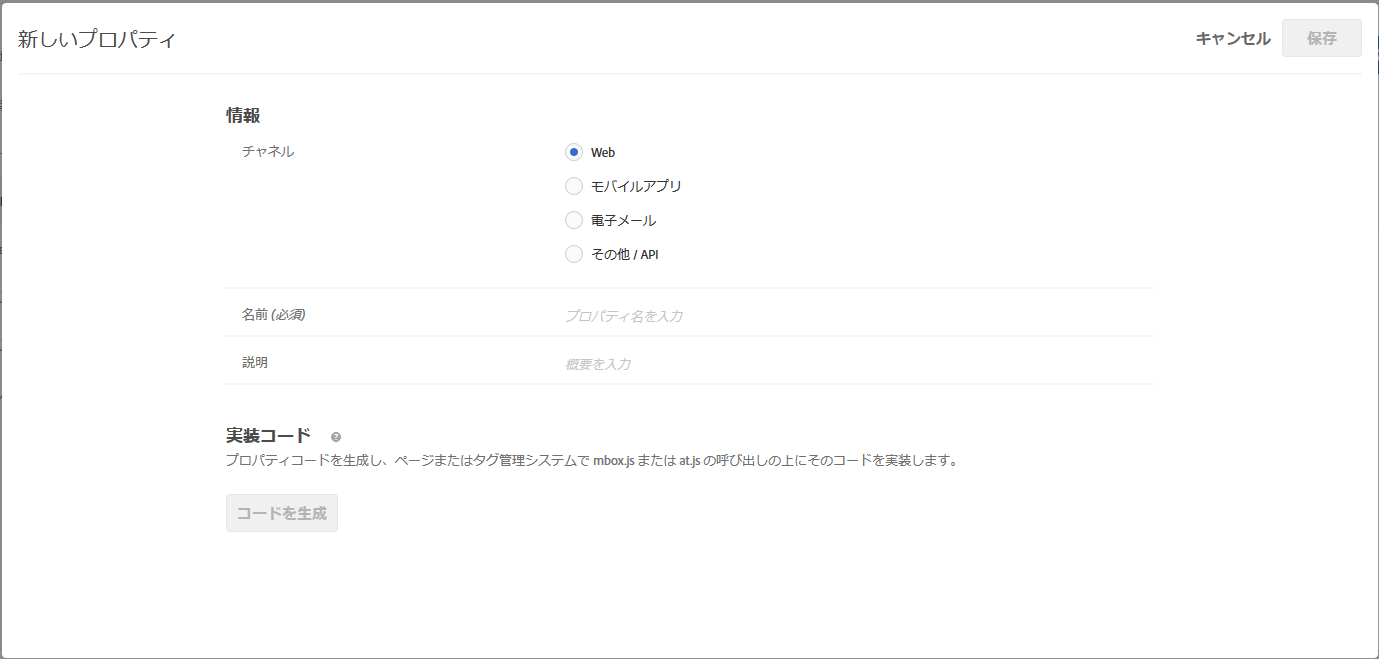 新しいプロパティ
キャンセル 保存
情報
チャネル
Web
モバイルアプリ
電子メール
その他 / API
名前 (必須) プロパティ名を入力
説明 概要を入力
実装コード ?
プロパティコードを生成し、ページまたはタグ管理システムで mbox.js または at.js の呼び出しの上にそのコードを実装します。
コードを生成